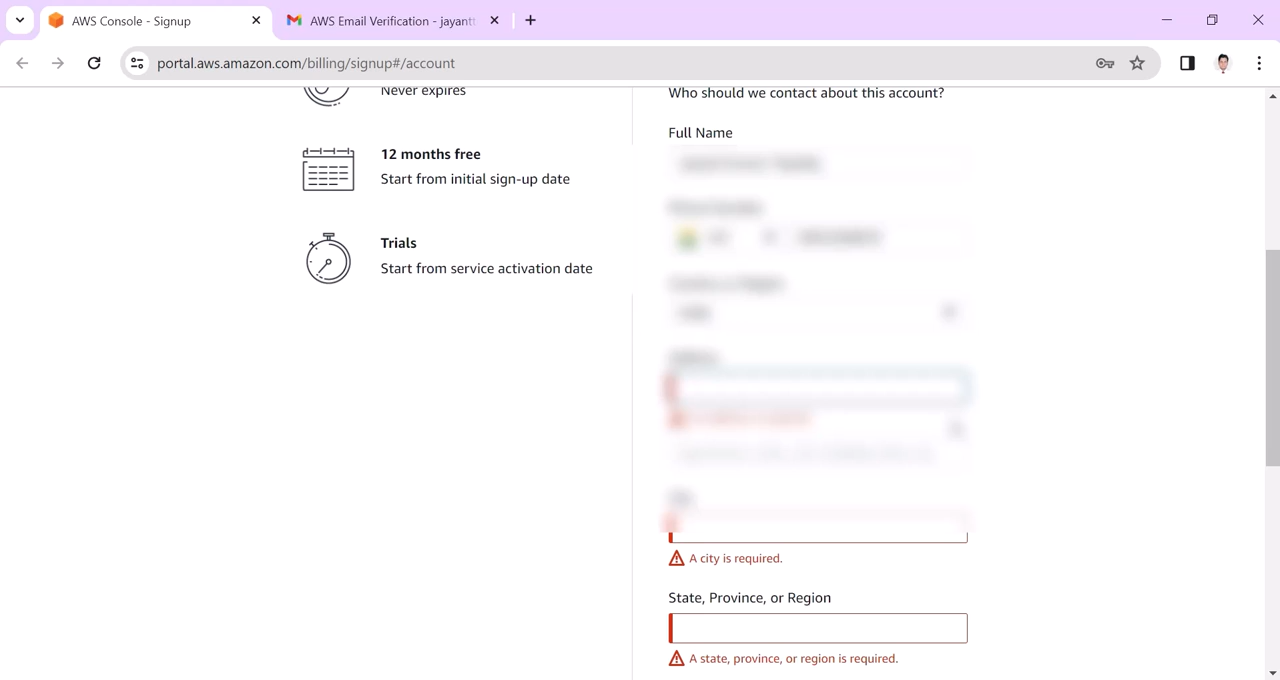 AWS Console - Signup
AWS Email Verification - jayantt
portal.aws.amazon.com/billing/signup#/account
Never expires
12 months free
Start from initial sign-up date
Trials
Start from service activation date
Who should we contact about this account?
Full Name
A city is required.
State, Province, or Region
A state, province, or region is required.